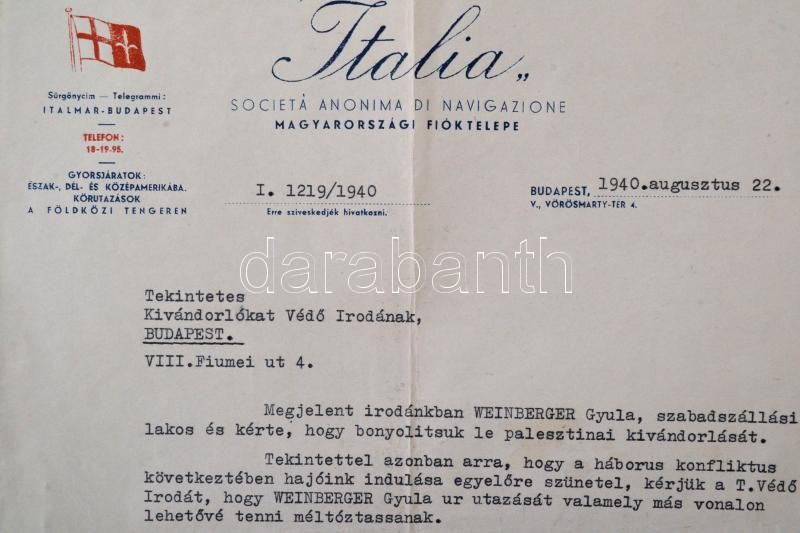 Italia„
SOCIETÁ ANONIMA DI NAVIGAZIONE
MAGYARORSZÁGI FIÓKTELEPE
Sürgönycim — Telegrammi:
ITALMAR-BUDAPEST
TELEFON:
18-19-95.
GYORSJÁRATOK:
ÉSZAK-, DÉL- ÉS KÖZÉPAMERIKÁBA.
KÖRUTAZÁSOK
A FÖLDKÖZI TENGEREN
I. 1219/1940
Erre sziveskedjék hivatkozni.
BUDAPEST, 1940.augusztus 22.
V., VÖRÖSMARTY-TÉR 4.
darabanth
Tekintetes
Kivándorlókat Védő Irodának,
BUDAPEST.
VIII.Fiumei ut 4.
Megjelent irodánkban WEINBERGER Gyula, szabadszállási
lakos és kérte, hogy bonyolitsuk le palesztinai kivándorlását.
Tekintettel azonban arra, hogy a háborus konfliktus
következtében hajóink indulása egyelőre szünetel, kérjük a T.Védő
Irodát, hogy WEINBERGER Gyula ur utazását valamely más vonalon
lehetővé tenni méltóztassanak.